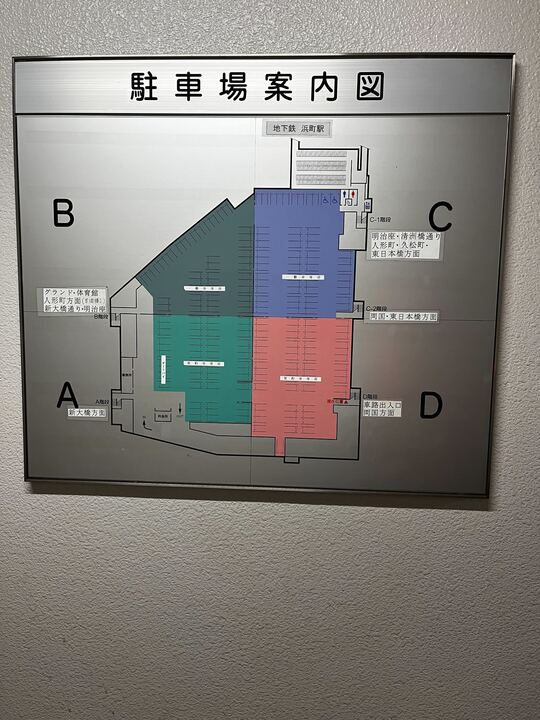 駐車場案内図
地下鉄 浜町駅
B
C
C-1階段
明治座・清洲橋通り
人形町・久松町・
東日本橋方面
グランド・体育館
人形町方面
新大橋通り・明治座
B階段
C-2階段
両国・東日本橋方面
A
A階段
新大橋方面
D階段
車路出入口
両国方面
D